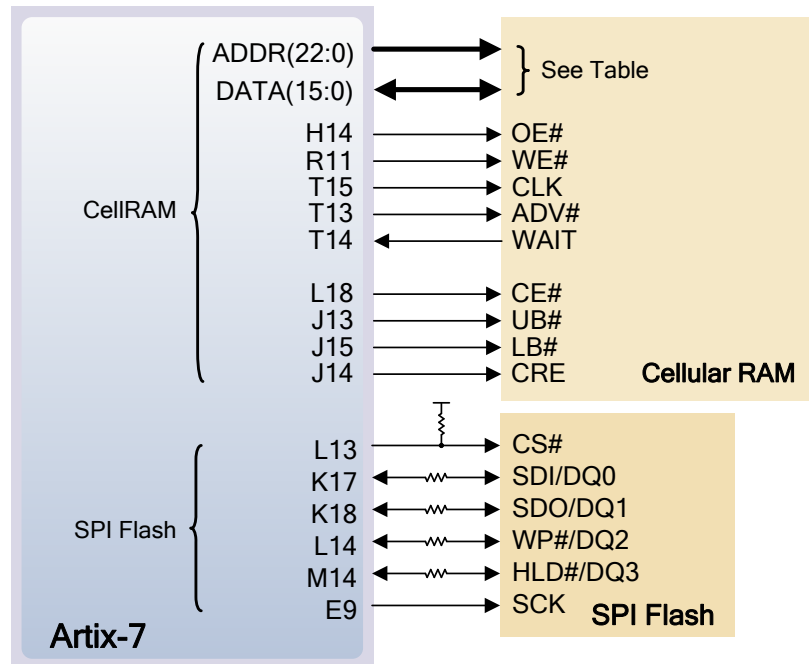 ADDR(22:0)
DATA(15:0)
See Table
H14 OE#
R11 WE#
T15 CLK
CellRAM T13 ADV#
T14 WAIT
L18 CE#
J13 UB#
J15 LB#
J14 CRE Cellular RAM
L13 CS#
K17 SDI/DQ0
K18 SDO/DQ1
SPI Flash L14 WP#/DQ2
M14 HLD#/DQ3
E9 SCK SPI Flash
Artix-7